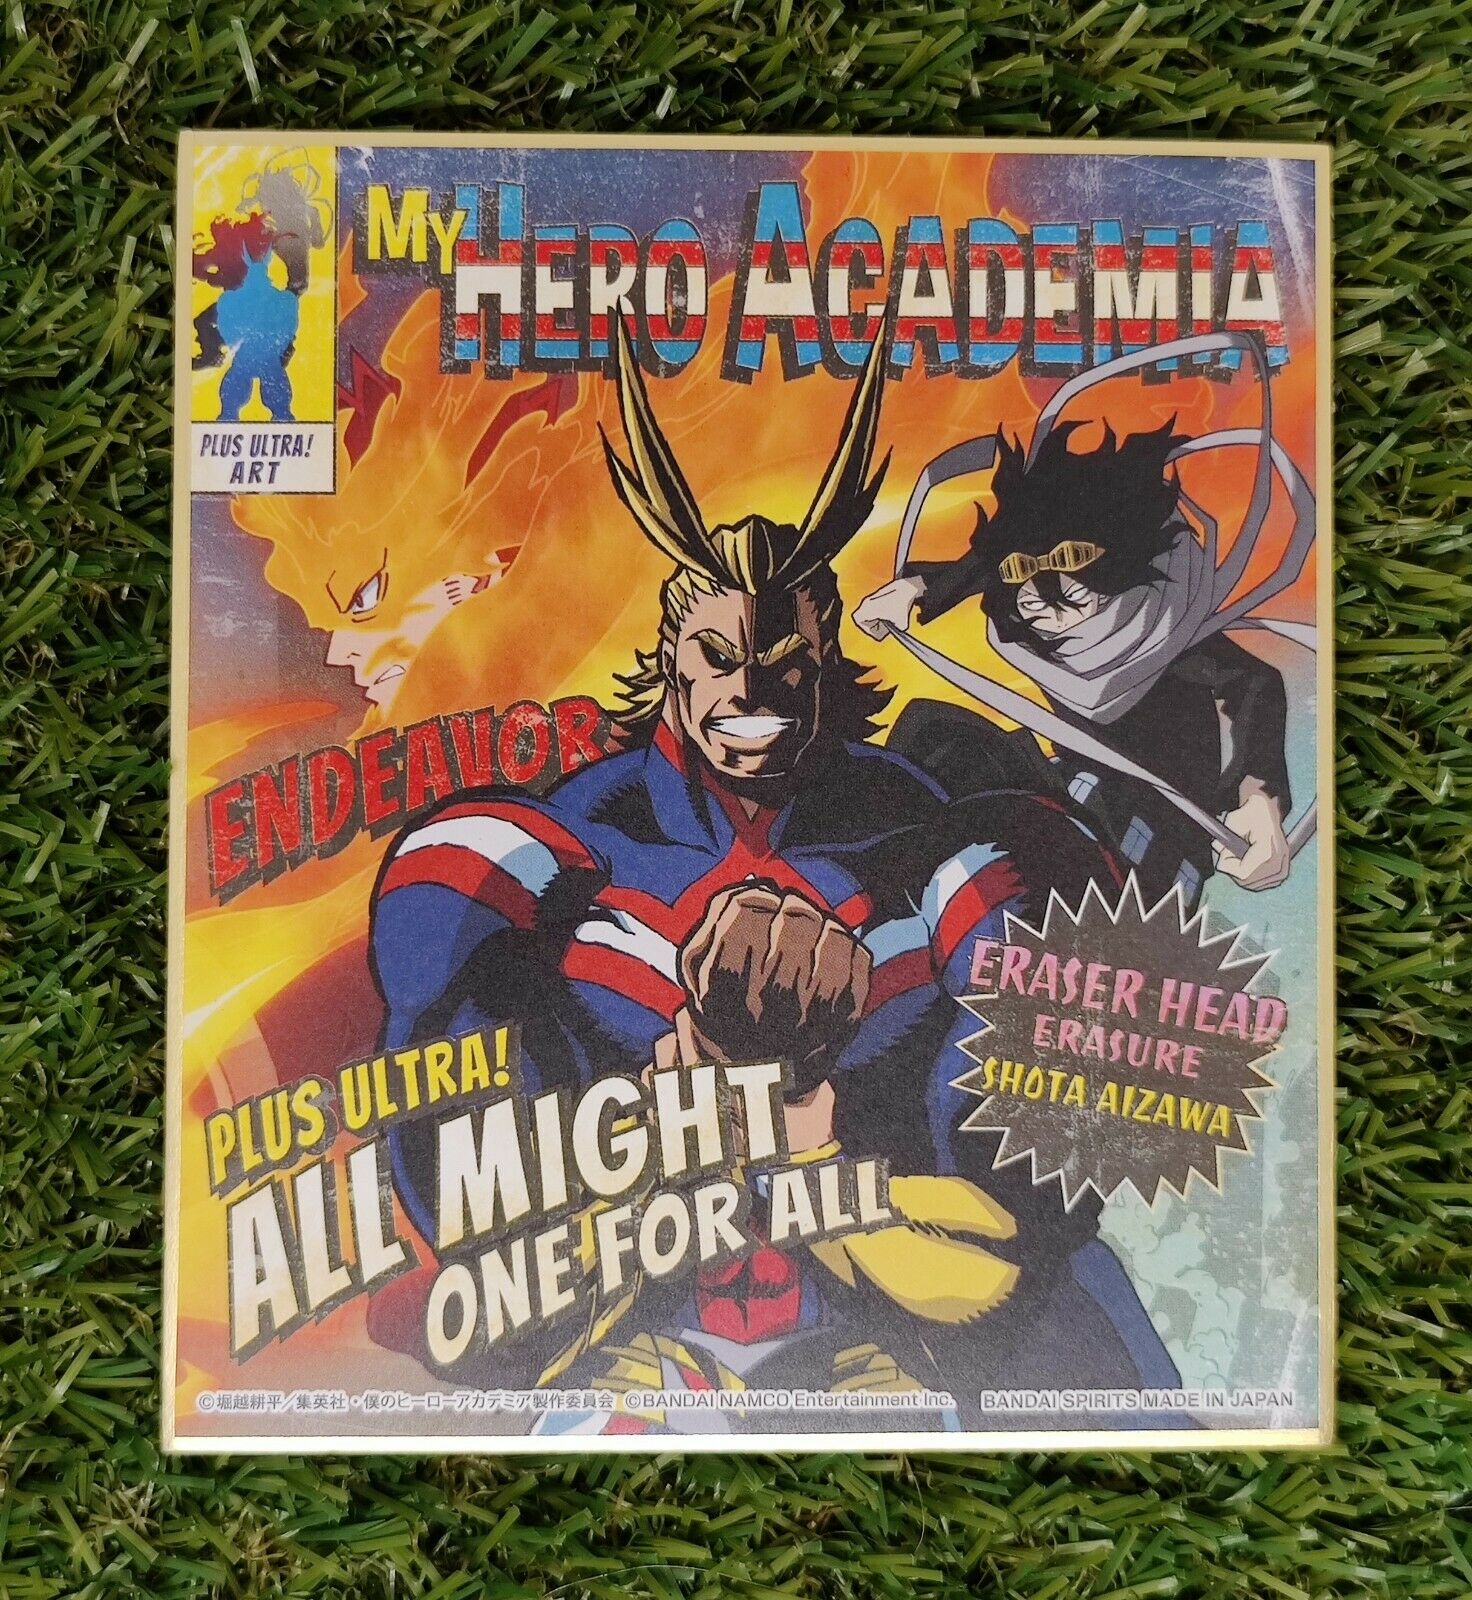 MY HERO ACADEMIA
PLUS ULTRA!
ART
ENDEAVOR
ERASER HEAD
ERASURE
SHOTA AIZAWA
PLUS ULTRA!
ALL MIGHT
ONE FOR ALL
©堀越耕平／集英社・僕のヒーローアカデミア製作委員会 ©BANDAI NAMCO Entertainment Inc. BANDAI SPIRITS MADE IN JAPAN